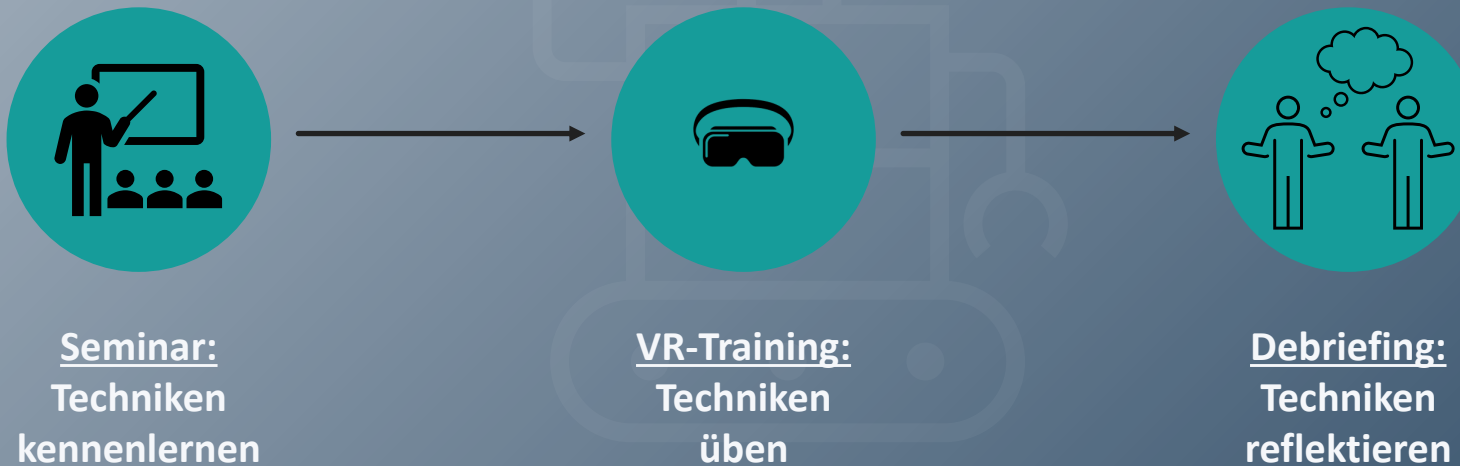 Seminar:
Techniken
kennenlernen
VR-Training:
Techniken
üben
Debriefing:
Techniken
reflektieren